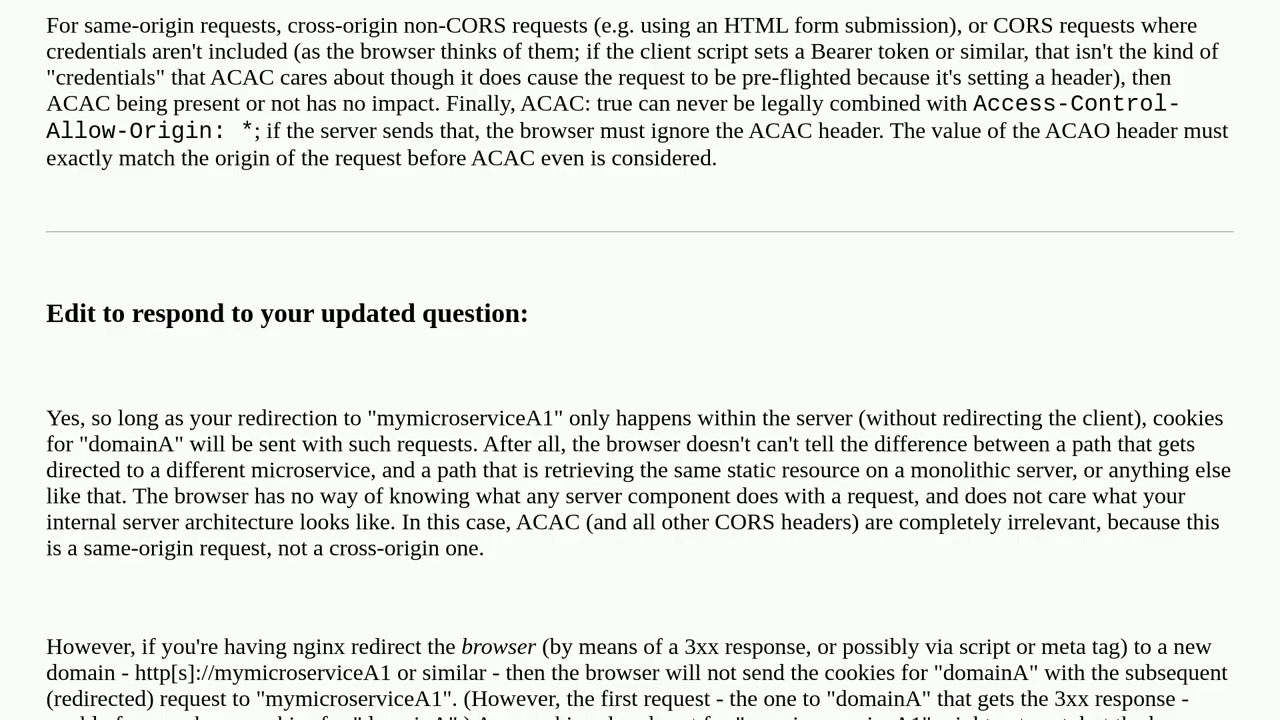 For same-origin requests, cross-origin non-CORS requests (e.g. using an HTML form submission), or CORS requests where
credentials aren't included (as the browser thinks of them; if the client script sets a Bearer token or similar, that isn't the kind of
"credentials" that ACAC cares about though it does cause the request to be pre-flighted because it's setting a header), then
ACAC being present or not has no impact. Finally, ACAC: true can never be legally combined with Access-Control-
Allow-Origin: *; if the server sends that, the browser must ignore the ACAC header. The value of the ACAO header must
exactly match the origin of the request before ACAC even is considered.
Edit to respond to your updated question:
Yes, so long as your redirection to "mymicroserviceA1" only happens within the server (without redirecting the client), cookies
for "domainA" will be sent with such requests. After all, the browser doesn't can't tell the difference between a path that gets
directed to a different microservice, and a path that is retrieving the same static resource on a monolithic server, or anything else
like that. The browser has no way of knowing what any server component does with a request, and does not care what your
internal server architecture looks like. In this case, ACAC (and all other CORS headers) are completely irrelevant, because this
is a same-origin request, not a cross-origin one.
However, if you're having nginx redirect the browser (by means of a 3xx response, or possibly via script or meta tag) to a new
domain - http[s]://mymicroserviceA1 or similar - then the browser will not send the cookies for "domainA" with the subsequent
(redirected) request to "mymicroserviceA1". (However, the first request - the one to "domainA" that gets the 3xx response -